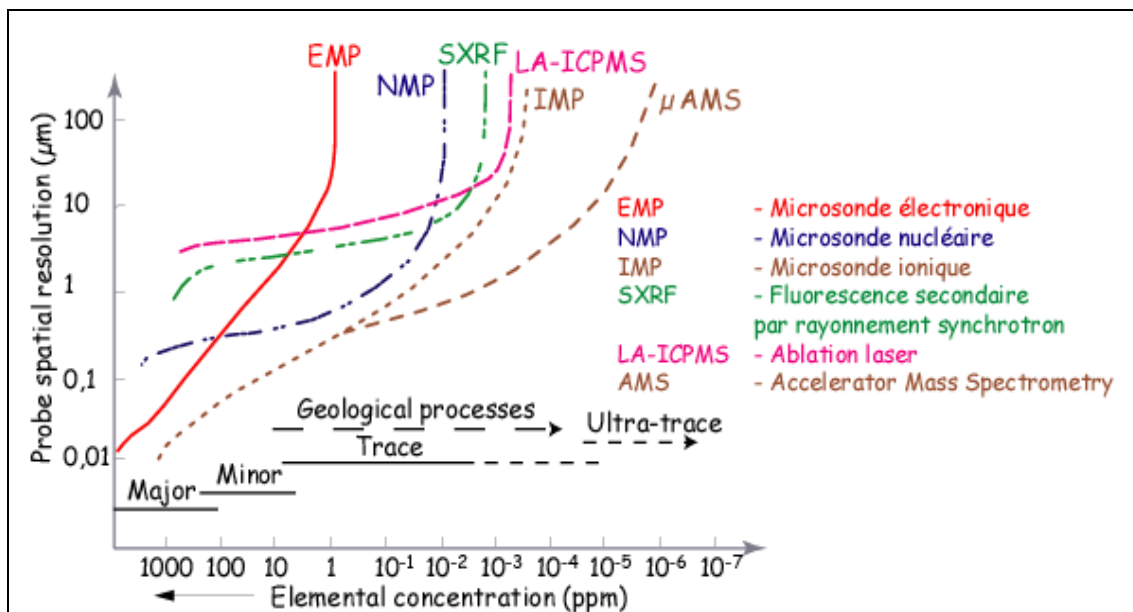 EMP
NMP
SXRF
LA-ICPMS
IMP
µ AMS
Probe spatial resolution (µm)
100
10
1
0,1
0,01
EMP - Microsonde électronique
NMP - Microsonde nucléaire
IMP - Microsonde ionique
SXRF - Fluorescence secondaire
par rayonnement synchrotron
LA-ICPMS - Ablation laser
AMS - Accelerator Mass Spectrometry
Geological processes
Ultra-trace
Trace
Minor
Major
1000 100 10 1 10⁻¹ 10⁻² 10⁻³ 10⁻⁴ 10⁻⁵ 10⁻⁶ 10⁻⁷
Elemental concentration (ppm)